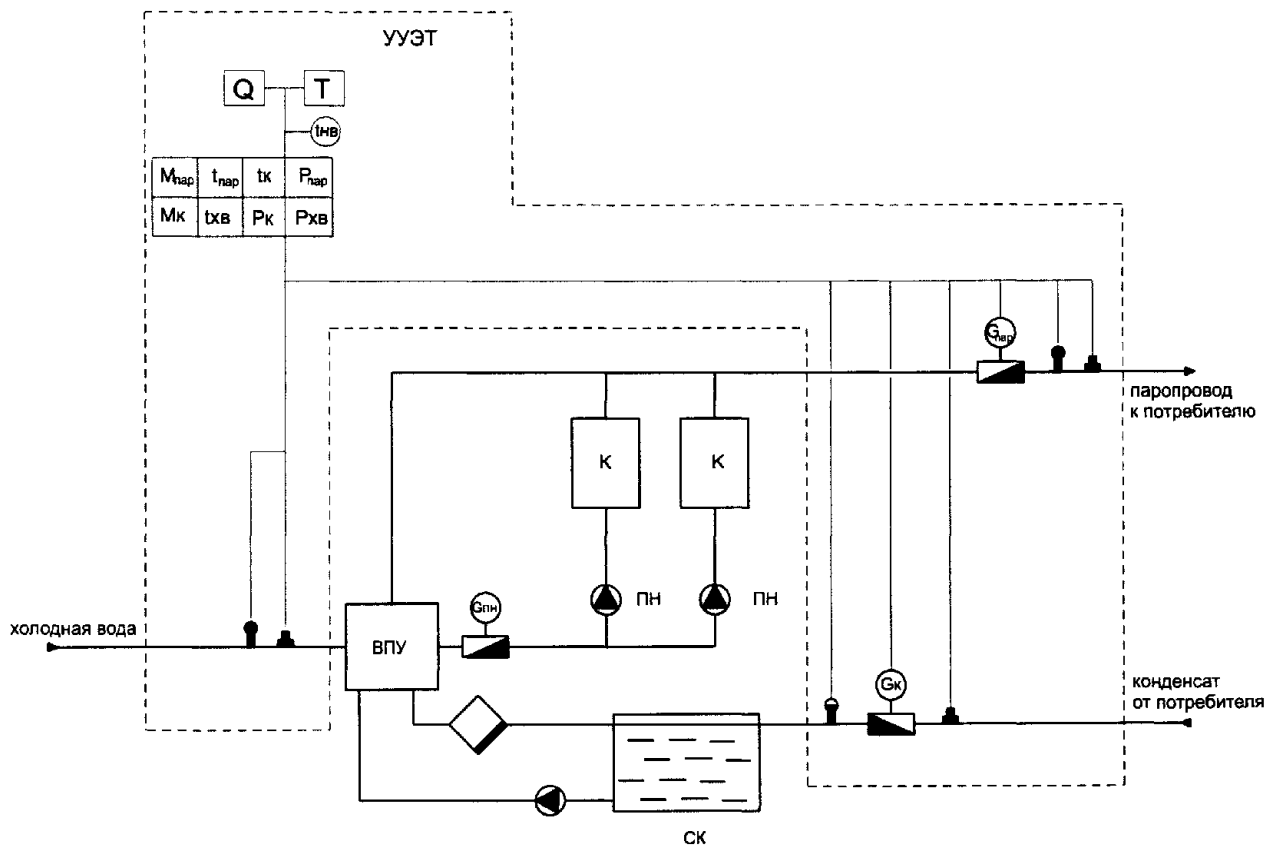 УУЭТ
Q T
tнв
Mпар tпар tк Pпар
Mк tхв Pк Pхв
Gпар
паропровод
к потребителю
К К
ПН ПН
Gпн
холодная вода
ВПУ
Gк
конденсат
от потребителя
СК